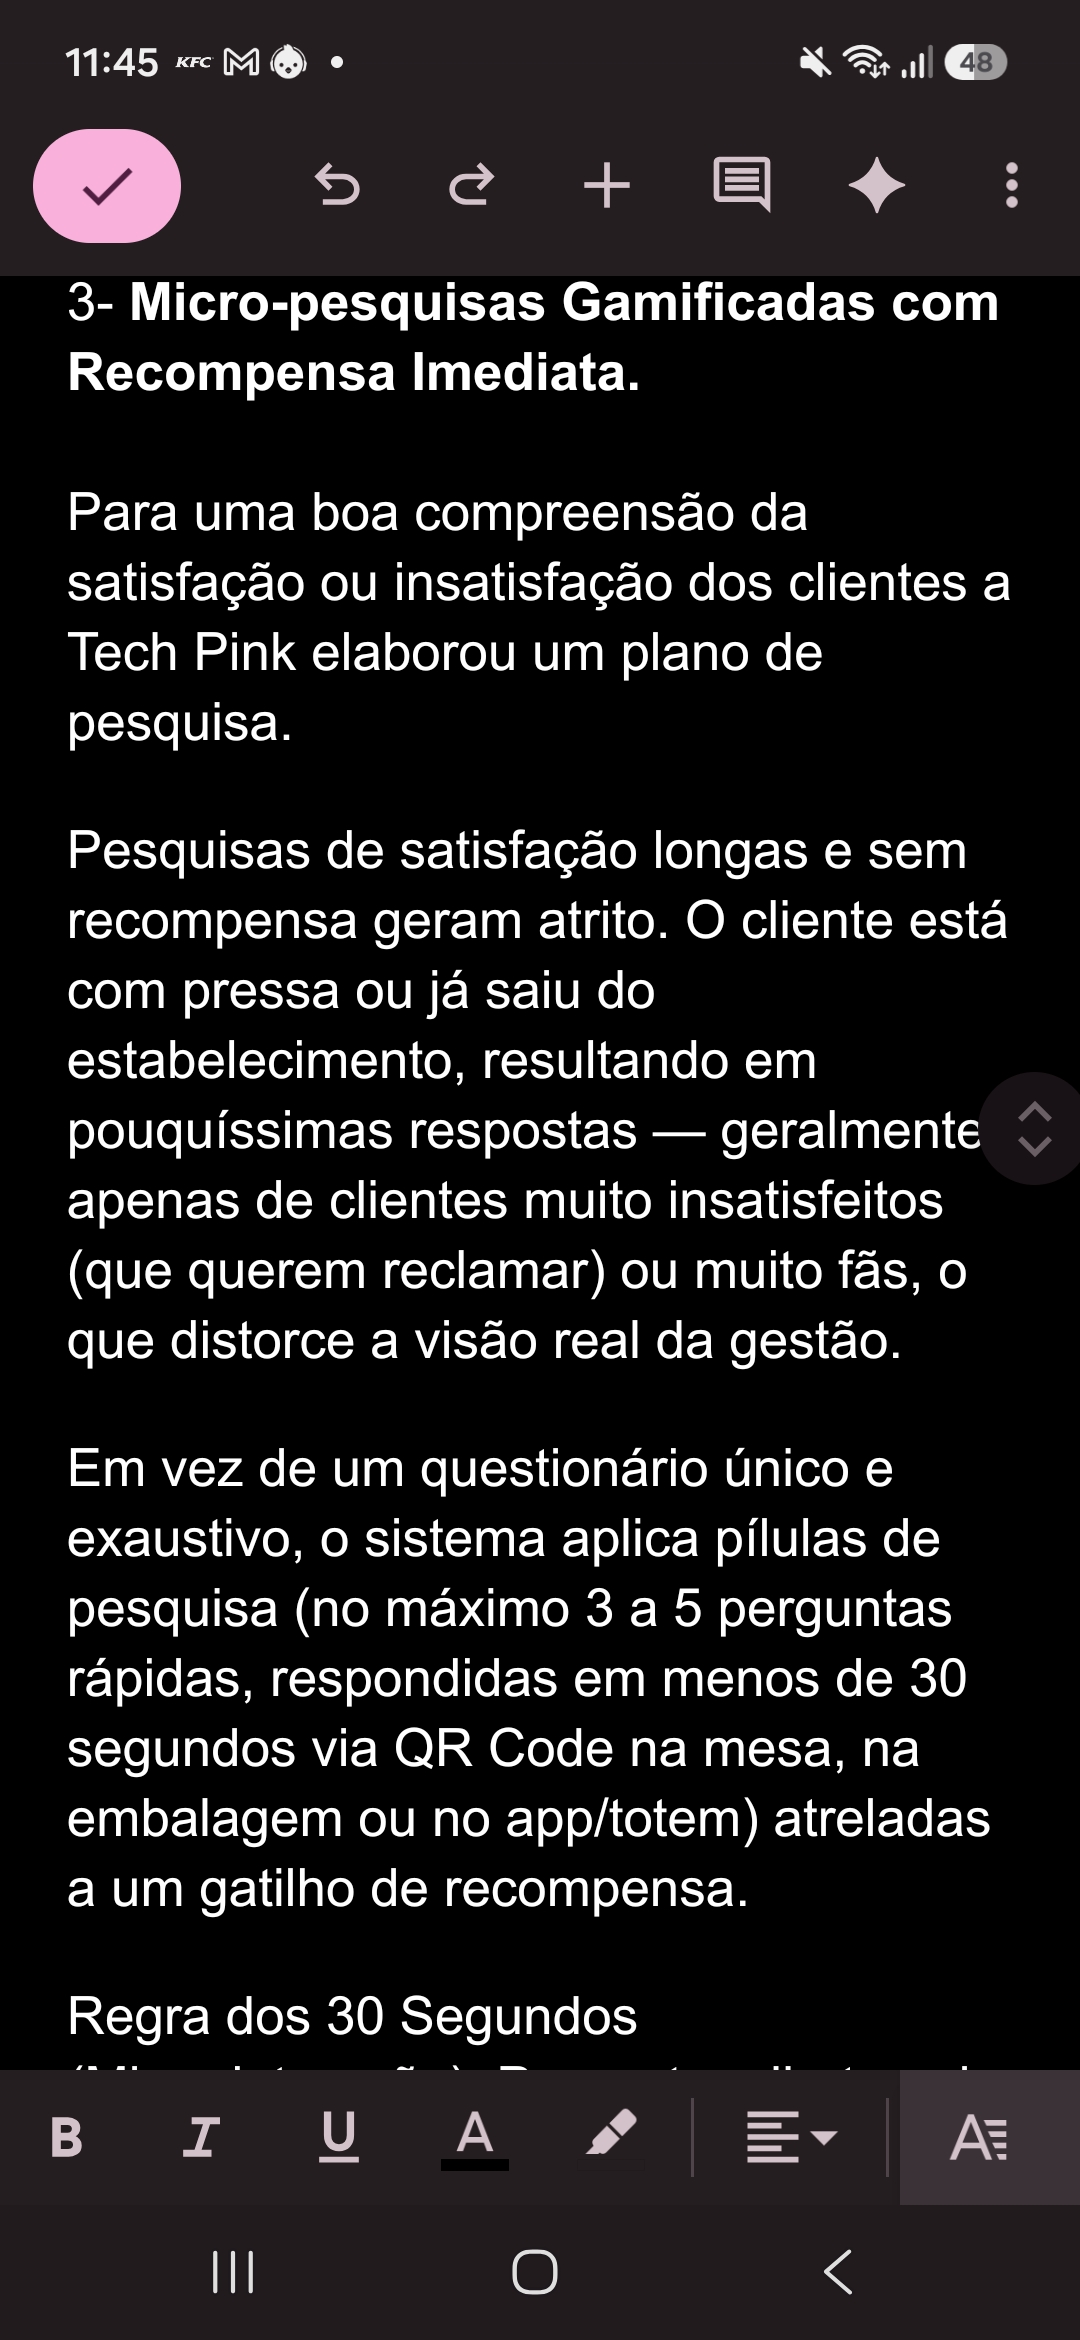 11:45 KFC
48
3- Micro-pesquisas Gamificadas com
Recompensa Imediata.
Para uma boa compreensão da
satisfação ou insatisfação dos clientes a
Tech Pink elaborou um plano de
pesquisa.
Pesquisas de satisfação longas e sem
recompensa geram atrito. O cliente está
com pressa ou já saiu do
estabelecimento, resultando em
pouquíssimas respostas — geralmente
apenas de clientes muito insatisfeitos
(que querem reclamar) ou muito fãs, o
que distorce a visão real da gestão.
Em vez de um questionário único e
exaustivo, o sistema aplica pílulas de
pesquisa (no máximo 3 a 5 perguntas
rápidas, respondidas em menos de 30
segundos via QR Code na mesa, na
embalagem ou no app/totem) atreladas
a um gatilho de recompensa.
Regra dos 30 Segundos
B I U A A